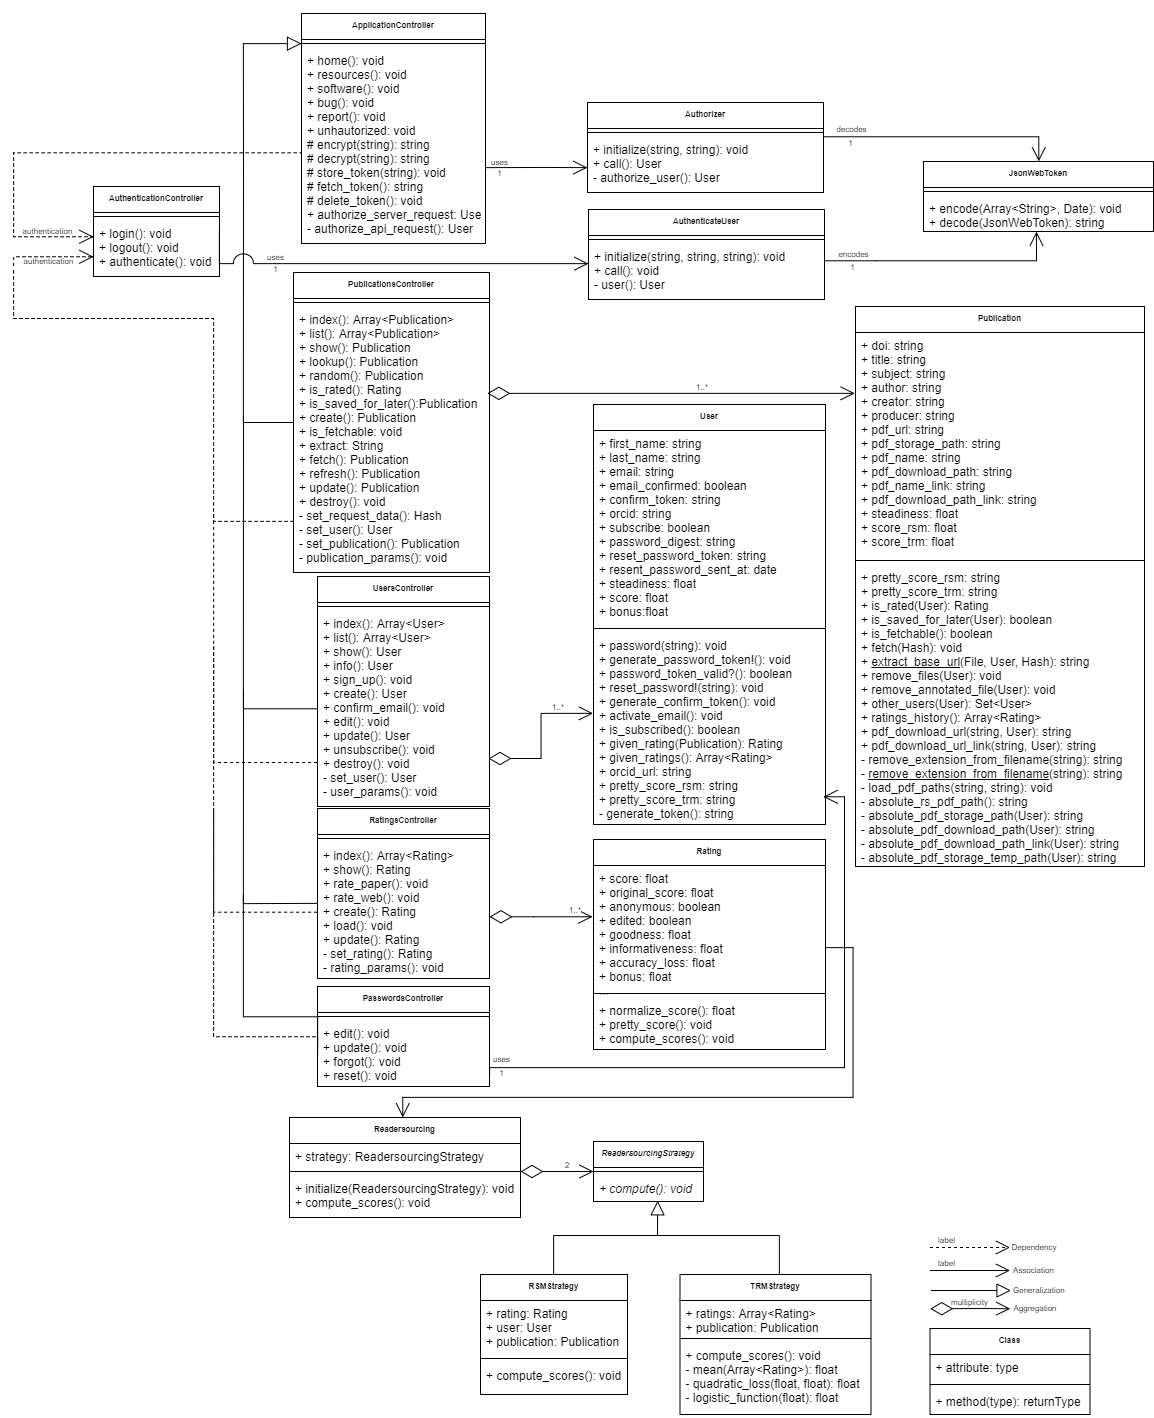 ApplicationController
+ home(): void
+ resources(): void
+ software(): void
+ bug(): void
+ report(): void
+ unhautorized: void
# encrypt(string): string
# decrypt(string): string
# store_token(string): void
# fetch_token(): string
# delete_token(): void
+ authorize_server_request: Use
- authorize_api_request(): User
uses
1
Authorizer
+ initialize(string, string): void
+ call(): User
- authorize_user(): User
decodes
1
JsonWebToken
+ encode(Array<String>, Date): void
+ decode(JsonWebToken): string
AuthenticationController
+ login(): void
+ logout(): void
+ authenticate(): void
authentication
authentication
uses
1
AuthenticateUser
+ initialize(string, string, string): void
+ call(): void
- user(): User
encodes
1
PublicationsController
+ index(): Array<Publication>
+ list(): Array<Publication>
+ show(): Publication
+ lookup(): Publication
+ random(): Publication
+ is_rated(): Rating
+ is_saved_for_later():Publication
+ create(): Publication
+ is_fetchable: void
+ extract: String
+ fetch(): Publication
+ refresh(): Publication
+ update(): Publication
+ destroy(): void
- set_request_data(): Hash
- set_user(): User
- set_publication(): Publication
- publication_params(): void
1..*
Publication
+ doi: string
+ title: string
+ subject: string
+ author: string
+ creator: string
+ producer: string
+ pdf_url: string
+ pdf_storage_path: string
+ pdf_name: string
+ pdf_download_path: string
+ pdf_name_link: string
+ pdf_download_path_link: string
+ steadiness: float
+ score_rsm: float
+ score_trm: float
+ pretty_score_rsm: string
+ pretty_score_trm: string
+ is_rated(User): Rating
+ is_saved_for_later(User): boolean
+ is_fetchable(): boolean
+ fetch(Hash): void
+ extract_base_url(File, User, Hash): string
+ remove_files(User): void
+ remove_annotated_file(User): void
+ other_users(User): Set<User>
+ ratings_history(): Array<Rating>
+ pdf_download_url(string, User): string
+ pdf_download_url_link(string, User): string
- remove_extension_from_filename(string): string
- remove_extension_from_filename(string): string
- load_pdf_paths(string, string): void
- absolute_rs_pdf_path(): string
- absolute_pdf_storage_path(User): string
- absolute_pdf_download_path(User): string
- absolute_pdf_download_path_link(User): string
- absolute_pdf_storage_temp_path(User): string
User
+ first_name: string
+ last_name: string
+ email: string
+ email_confirmed: boolean
+ confirm_token: string
+ orcid: string
+ subscribe: boolean
+ password_digest: string
+ reset_password_token: string
+ resent_password_sent_at: date
+ steadiness: float
+ score: float
+ bonus:float
+ password(string): void
+ generate_password_token!(): void
+ password_token_valid?(): boolean
+ reset_password!(string): void
+ generate_confirm_token(): void
+ activate_email(): void
+ is_subscribed(): boolean
+ given_rating(Publication): Rating
+ given_ratings(): Array<Rating>
+ orcid_url: string
+ pretty_score_rsm: string
+ pretty_score_trm: string
- generate_token(): string
UsersController
+ index(): Array<User>
+ list(): Array<User>
+ show(): User
+ info(): User
+ sign_up(): void
+ create(): User
+ confirm_email(): void
+ edit(): void
+ update(): User
+ unsubscribe(): void
+ destroy(): void
- set_user(): User
- user_params(): void
1..*
RatingsController
+ index(): Array<Rating>
+ show(): Rating
+ rate_paper(): void
+ rate_web(): void
+ create(): Rating
+ load(): void
+ update(): Rating
- set_rating(): Rating
- rating_params(): void
1..*
Rating
+ score: float
+ original_score: float
+ anonymous: boolean
+ edited: boolean
+ goodness: float
+ informativeness: float
+ accuracy_loss: float
+ bonus: float
+ normalize_score(): float
+ pretty_score(): void
+ compute_scores(): void
PasswordsController
+ edit(): void
+ update(): void
+ forgot(): void
+ reset(): void
uses
1
Readersourcing
+ strategy: ReadersourcingStrategy
+ initialize(ReadersourcingStrategy): void
+ compute_scores(): void
2
ReadersourcingStrategy
+ compute(): void
RSMStrategy
+ rating: Rating
+ user: User
+ publication: Publication
+ compute_scores(): void
TRMStrategy
+ ratings: Array<Rating>
+ publication: Publication
+ compute_scores(): void
- mean(Array<Rating>): float
- quadratic_loss(float, float): float
- logistic_function(float): float
label
Dependency
label
Association
Generalization
multiplicity
Aggregation
Class
+ attribute: type
+ method(type): returnType